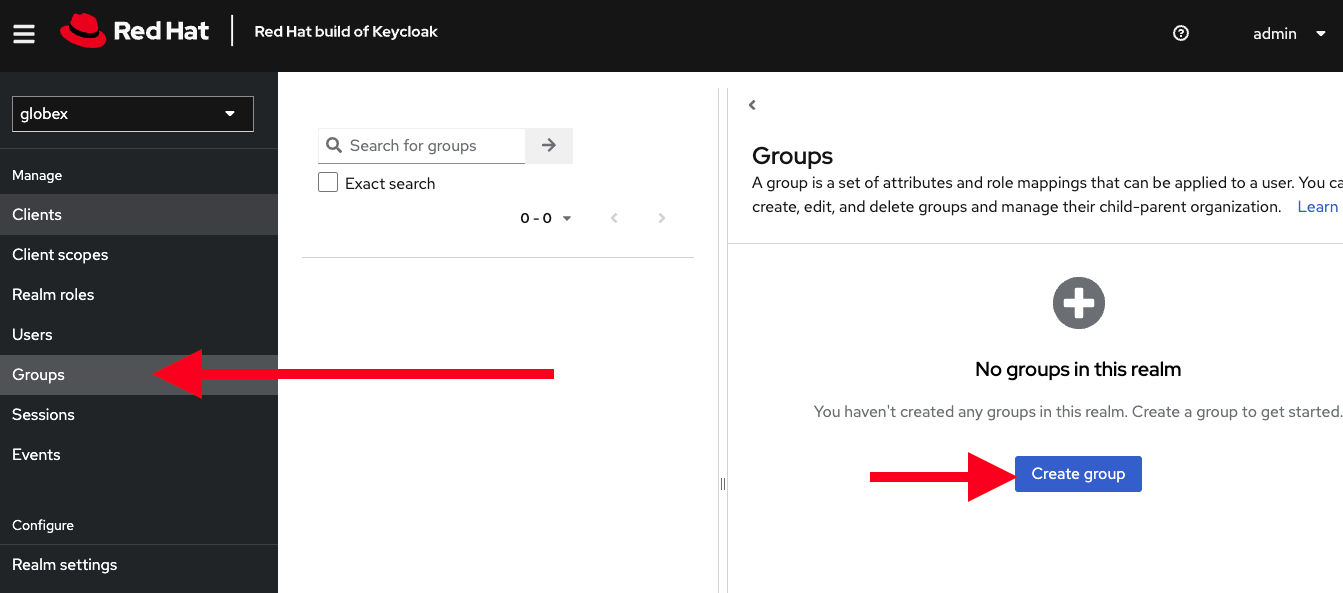 Red Hat
Red Hat build of Keycloak
admin
globex
Manage
Clients
Client scopes
Realm roles
Users
Groups
Sessions
Events
Configure
Realm settings
Search for groups
Exact search
0 - 0
Groups
A group is a set of attributes and role mappings that can be applied to a user. You ca
create, edit, and delete groups and manage their child-parent organization. Learn
No groups in this realm
You haven't created any groups in this realm. Create a group to get started.
Create group